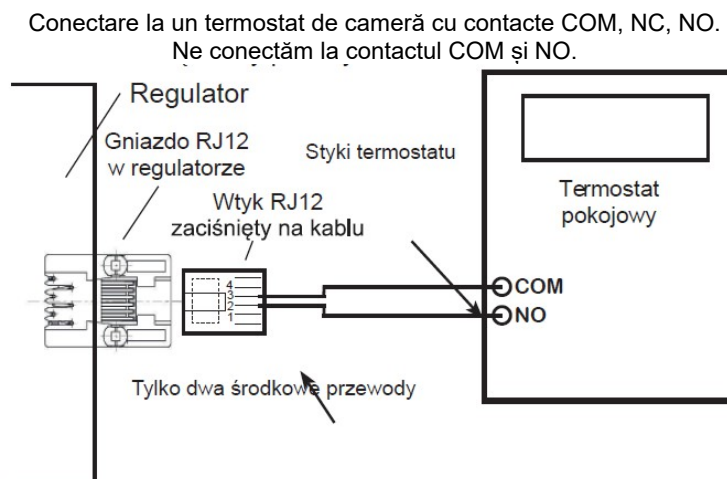 Conectare la un termostat de cameră cu contacte COM, NC, NO.
Ne conectăm la contactul COM și NO.
Regulator
Gniazdo RJ12
w regulatorze
Styki termostatu
Wtyk RJ12
zaciśnięty na kablu
Termostat
pokojowy
4
3
2
1
COM
NO
Tylko dwa środkowe przewody